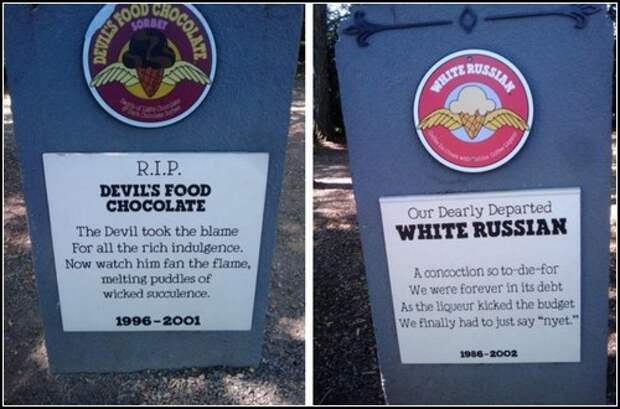 DEVIL'S FOOD CHOCOLATE
SORBET
R.I.P.
DEVIL'S FOOD
CHOCOLATE
The Devil took the blame
For all the rich indulgence.
Now watch him fan the flame,
melting puddles of
wicked succulence.
1996-2001
WHITE RUSSIAN
Our Dearly Departed
WHITE RUSSIAN
A concoction so to-die-for
We were forever in its debt
As the liqueur kicked the budget
We finally had to just say "nyet."
1986-2002